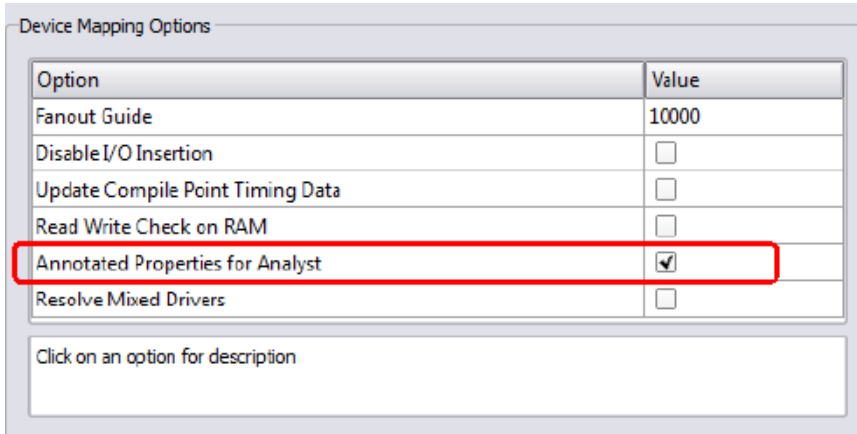 Device Mapping Options
Option Value
Fanout Guide 10000
Disable I/O Insertion
Update Compile Point Timing Data
Read Write Check on RAM
Annotated Properties for Analyst
Resolve Mixed Drivers
Click on an option for description